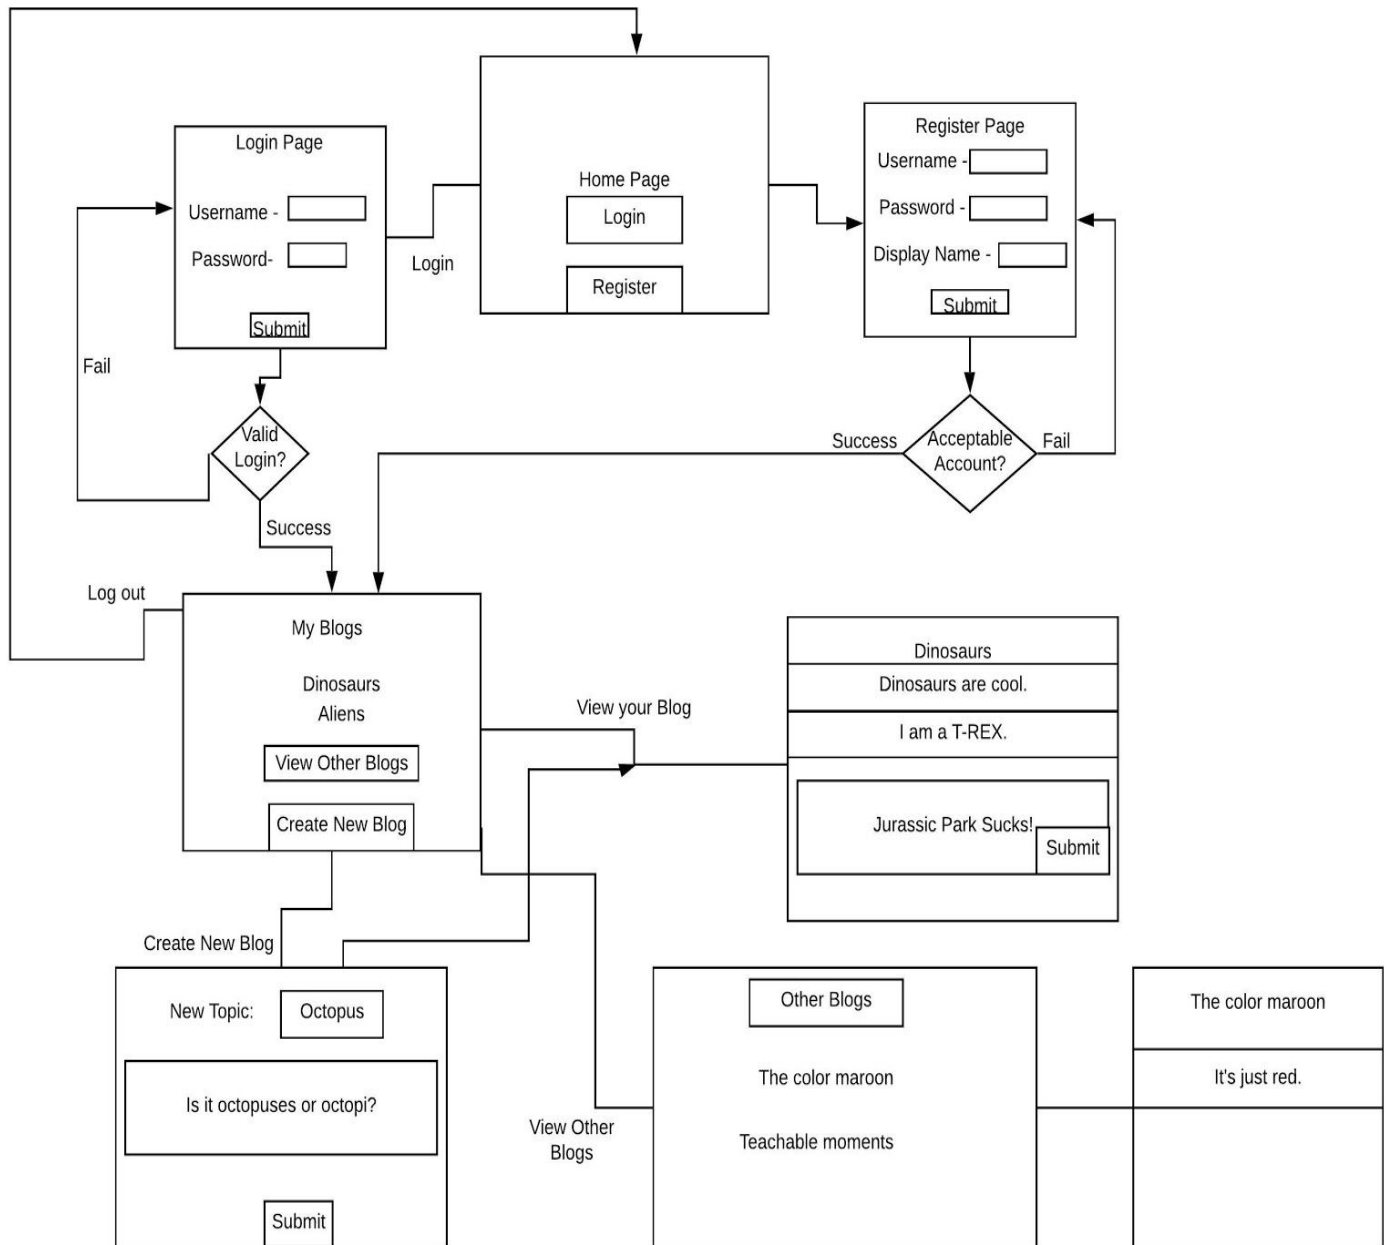 Login Page
Username -
Password-
Submit
Login
Home Page
Login
Register
Register Page
Username -
Password -
Display Name -
Submit
Fail
Valid
Login?
Success
Success
Acceptable
Account?
Fail
Log out
My Blogs
Dinosaurs
Aliens
View Other Blogs
Create New Blog
View your Blog
Dinosaurs
Dinosaurs are cool.
I am a T-REX.
Jurassic Park Sucks!
Submit
Create New Blog
New Topic:
Octopus
Is it octopuses or octopi?
Submit
View Other
Blogs
Other Blogs
The color maroon
Teachable moments
The color maroon
It's just red.